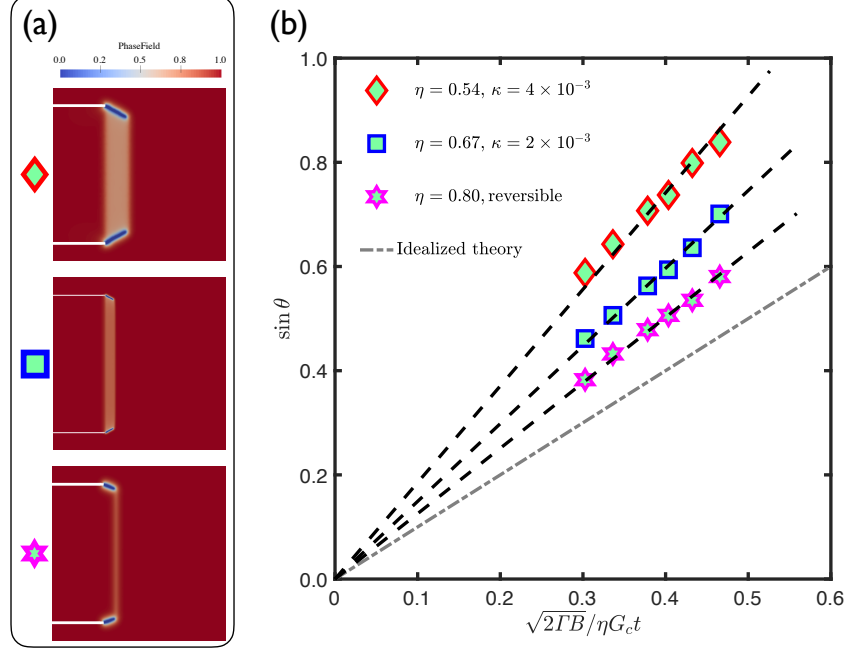 (a)
PhaseField
0.0 0.2 0.5 0.8 1.0
(b)
1.0
0.8
0.6
0.4
0.2
0.0
sin θ
η = 0.54, κ = 4 × 10⁻³
η = 0.67, κ = 2 × 10⁻³
η = 0.80, reversible
Idealized theory
0 0.1 0.2 0.3 0.4 0.5 0.6
√2ΓB/ηG_c t